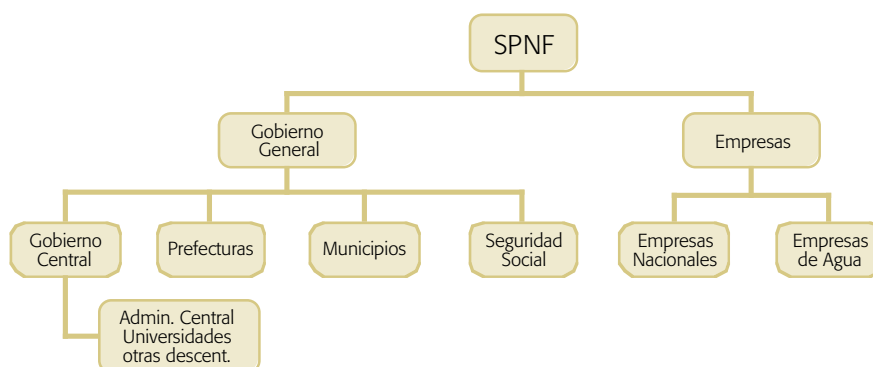 SPNF
Gobierno
General
Empresas
Gobierno
Central
Prefecturas
Municipios
Seguridad
Social
Empresas
Nacionales
Empresas
de Agua
Admin. Central
Universidades
otras descent.